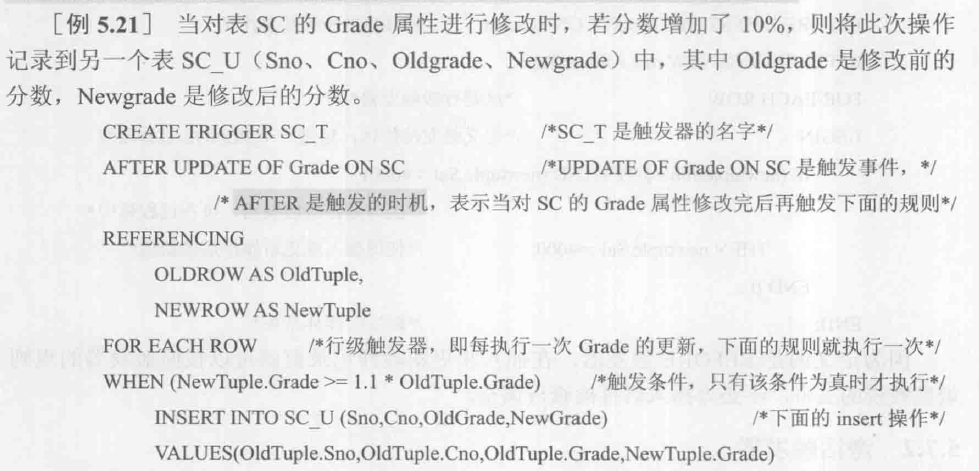 [例 5.21] 当对表 SC 的 Grade 属性进行修改时，若分数增加了 10%，则将此次操作
记录到另一个表 SC_U（Sno、Cno、Oldgrade、Newgrade）中，其中 Oldgrade 是修改前的
分数，Newgrade 是修改后的分数。
CREATE TRIGGER SC_T /*SC_T 是触发器的名字*/
AFTER UPDATE OF Grade ON SC /*UPDATE OF Grade ON SC 是触发事件，*/
/* AFTER 是触发的时机，表示当对 SC 的 Grade 属性修改完后再触发下面的规则*/
REFERENCING
OLDROW AS OldTuple,
NEWROW AS NewTuple
FOR EACH ROW /*行级触发器，即每执行一次 Grade 的更新，下面的规则就执行一次*/
WHEN (NewTuple.Grade >= 1.1 * OldTuple.Grade) /*触发条件，只有该条件为真时才执行*/
INSERT INTO SC_U (Sno,Cno,OldGrade,NewGrade) /*下面的 insert 操作*/
VALUES(OldTuple.Sno,OldTuple.Cno,OldTuple.Grade,NewTuple.Grade)